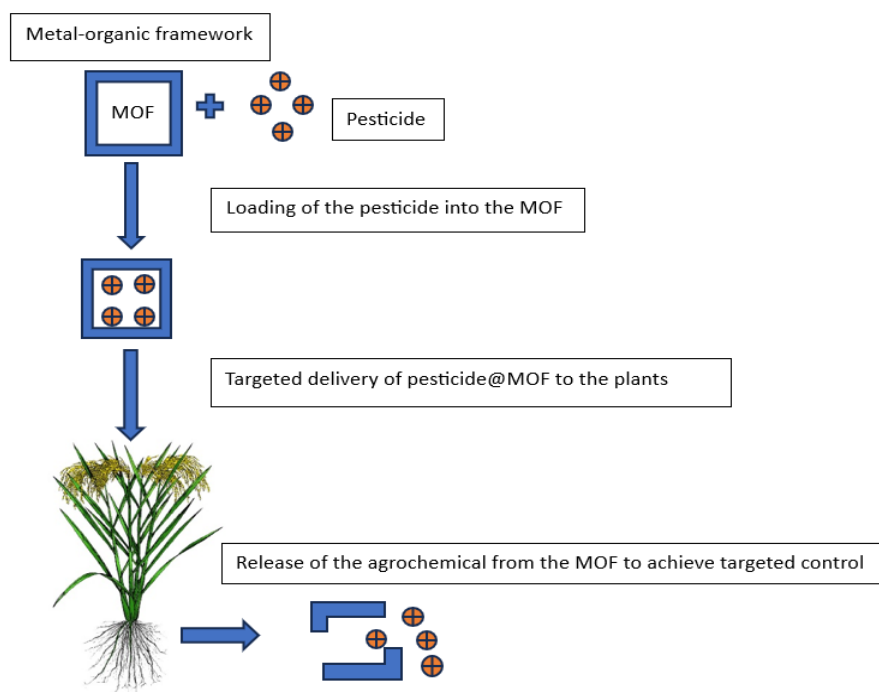 Metal-organic framework
MOF
Pesticide
Loading of the pesticide into the MOF
Targeted delivery of pesticide@MOF to the plants
Release of the agrochemical from the MOF to achieve targeted control